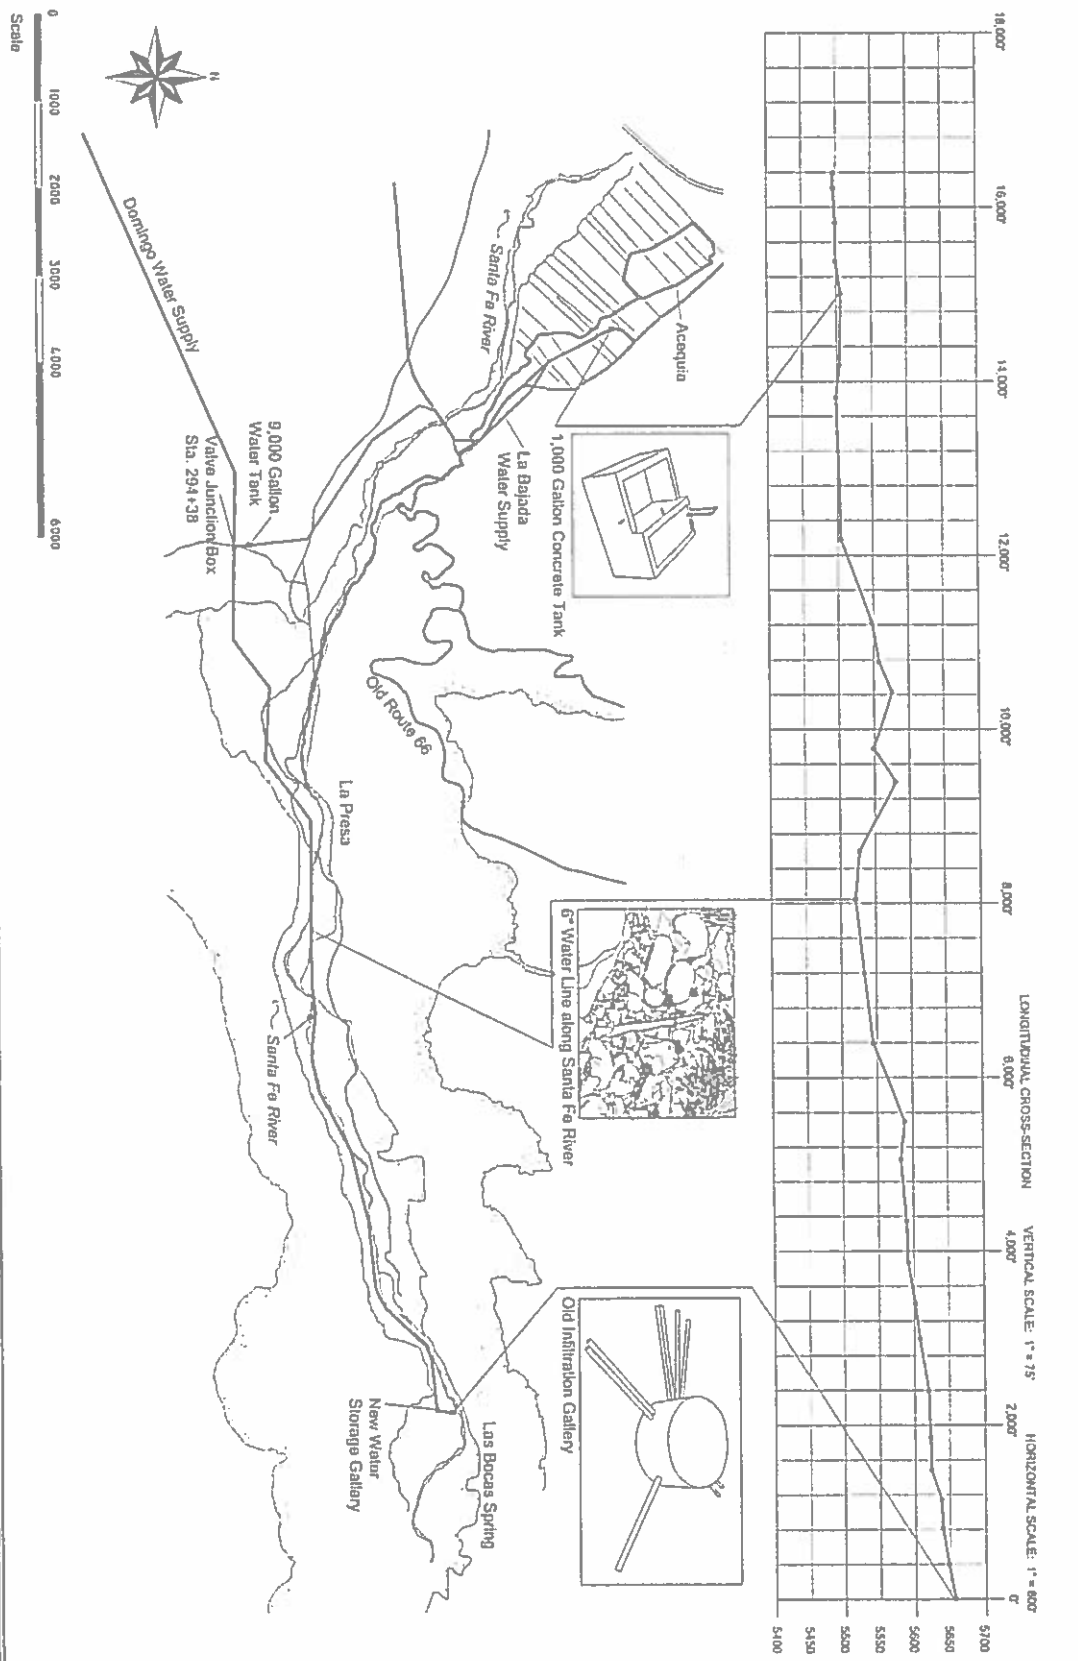 LONGITUDINAL CROSS-SECTION VERTICAL SCALE: 1" = 75' HORIZONTAL SCALE: 1" = 800'
18,000' 16,000' 14,000' 12,000' 10,000' 8,000' 6,000' 4,000' 2,000' 0'
5700
5650
5600
5550
5500
5450
5400
Acequia
1,000 Gallon Concrete Tank
6" Water Line along Santa Fe River
Old Infiltration Gallery
Santa Fe River
La Bajada
Water Supply
Old Route 66
Las Bocas Spring
New Water
Storage Gallery
La Presa
Santa Fe River
9,000 Gallon
Water Tank
Valve Junction Box
Sta. 294+38
Domingo Water Supply
N
0 1000 2000 3000 4000 6000
Scale